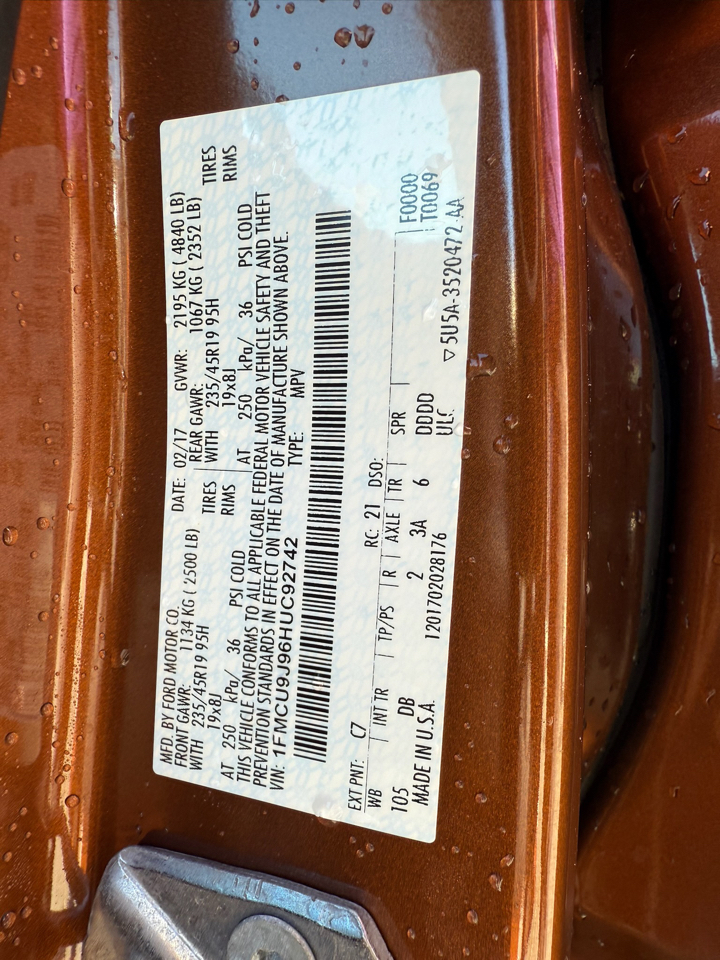 MFD. BY FORD MOTOR CO.
DATE: 02/17 GVWR: 2195 KG ( 4840 LB)
FRONT GAWR: 1134 KG ( 2500 LB) REAR GAWR: 1067 KG ( 2352 LB)
WITH 235/45R19 95H TIRES WITH 235/45R19 95H TIRES
19x8J RIMS 19x8J RIMS
AT 250 kPa/ 36 PSI COLD AT 250 kPa/ 36 PSI COLD
THIS VEHICLE CONFORMS TO ALL APPLICABLE FEDERAL MOTOR VEHICLE SAFETY AND THEFT
PREVENTION STANDARDS IN EFFECT ON THE DATE OF MANUFACTURE SHOWN ABOVE.
VIN: 1FMCU9J96HUC92742 TYPE: MPV
EXT PNT: C7 RC: 21 DSO:
WB INT TR TP/PS R AXLE TR SPR F0000
105 DB 2 3A 6 DDDD T0069
MADE IN U.S.A. 1201702028176 ▽5U5A-3520472 AA